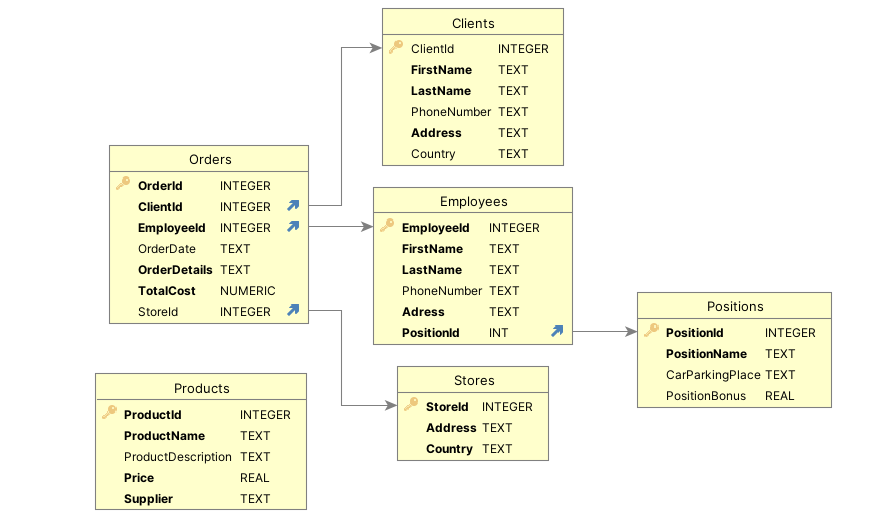 Clients
ClientId INTEGER
FirstName TEXT
LastName TEXT
PhoneNumber TEXT
Address TEXT
Country TEXT
Orders
OrderId INTEGER
ClientId INTEGER
EmployeeId INTEGER
OrderDate TEXT
OrderDetails TEXT
TotalCost NUMERIC
StoreId INTEGER
Employees
EmployeeId INTEGER
FirstName TEXT
LastName TEXT
PhoneNumber TEXT
Adress TEXT
PositionId INT
Positions
PositionId INTEGER
PositionName TEXT
CarParkingPlace TEXT
PositionBonus REAL
Products
ProductId INTEGER
ProductName TEXT
ProductDescription TEXT
Price REAL
Supplier TEXT
Stores
StoreId INTEGER
Address TEXT
Country TEXT